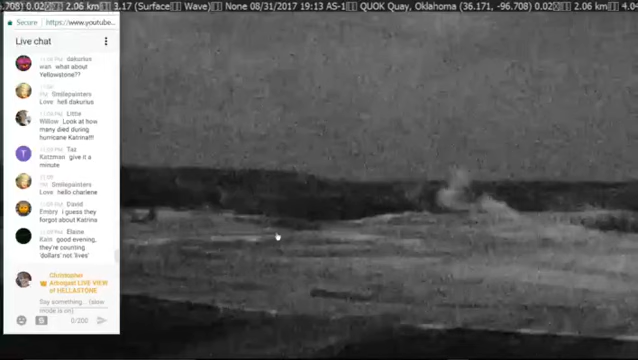 6.708) 0.02 2.06 km 3.17 (Surface Wave) None 08/31/2017 19:13 AS-1 QUOK Quay, Oklahoma (36.171, -96.708) 0.02 2.06 km 4.0
Secure https://www.youtube...
Live chat
dakurius
wan what about
Yellowstone??
Smilepainters
Love hell dakurius
Little
Willow Look at how
many died during
hurricane Katrina!!!
Taz
T
Katzman give it a
minute
Smilepainters
Love hello charlene
David
Embry i guess they
forgot about Katrina
Elaine
Kain good evening,
they're counting
'dollars' not 'lives'
Christopher
LIVE VIEW
of HELLASTONE
Say something... (slow
mode is on)
0/200